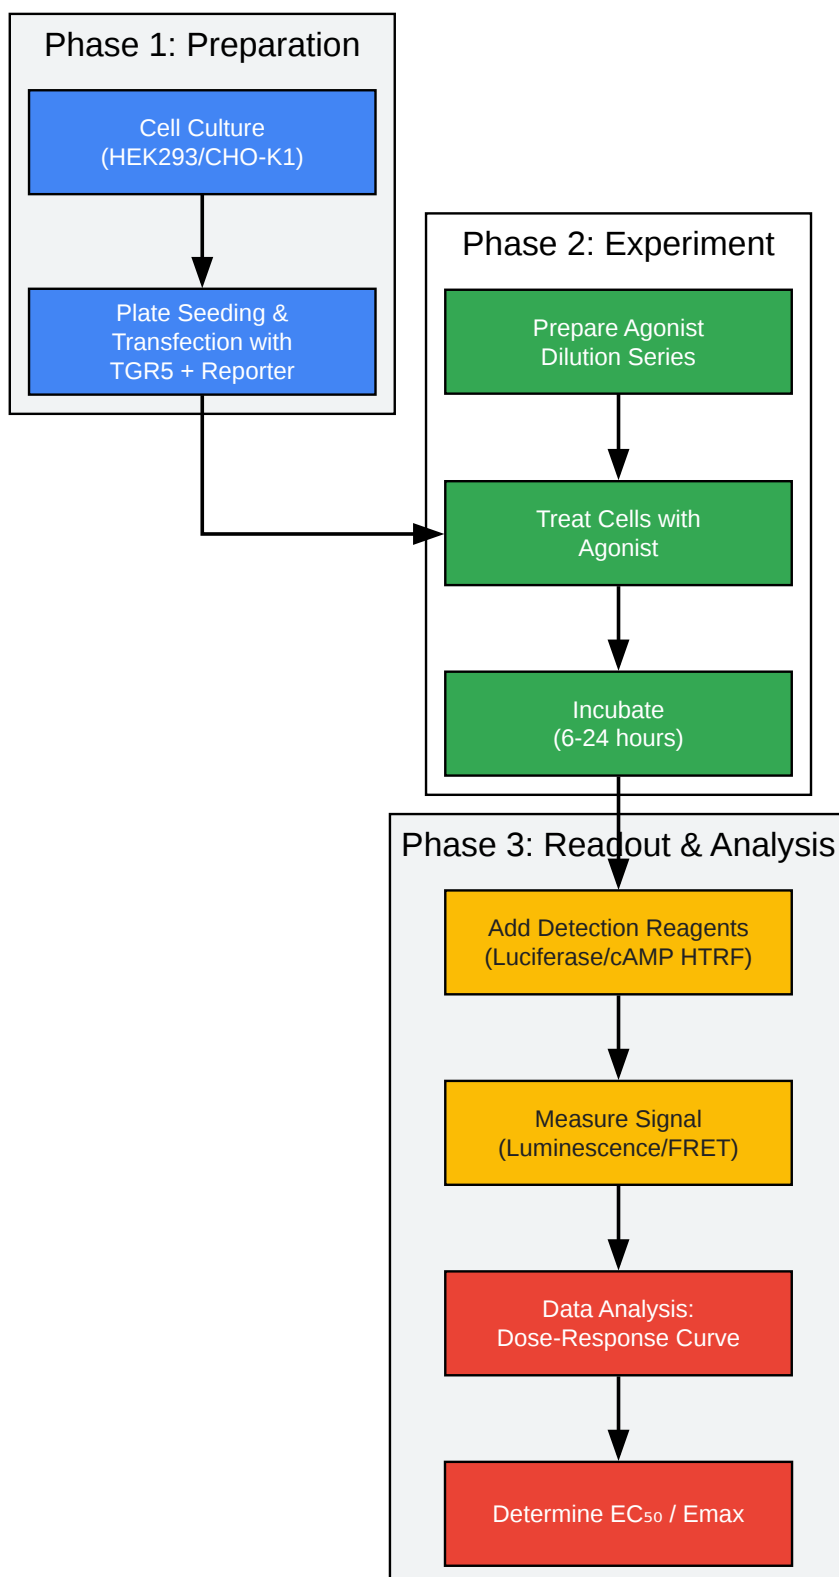 Phase 1: Preparation
Cell Culture
(HEK293/CHO-K1)
Plate Seeding &
Transfection with
TGR5 + Reporter
Phase 2: Experiment
Prepare Agonist
Dilution Series
Treat Cells with
Agonist
Incubate
(6-24 hours)
Phase 3: Readout & Analysis
Add Detection Reagents
(Luciferase/cAMP HTRF)
Measure Signal
(Luminescence/FRET)
Data Analysis:
Dose-Response Curve
Determine EC₅₀ / Emax